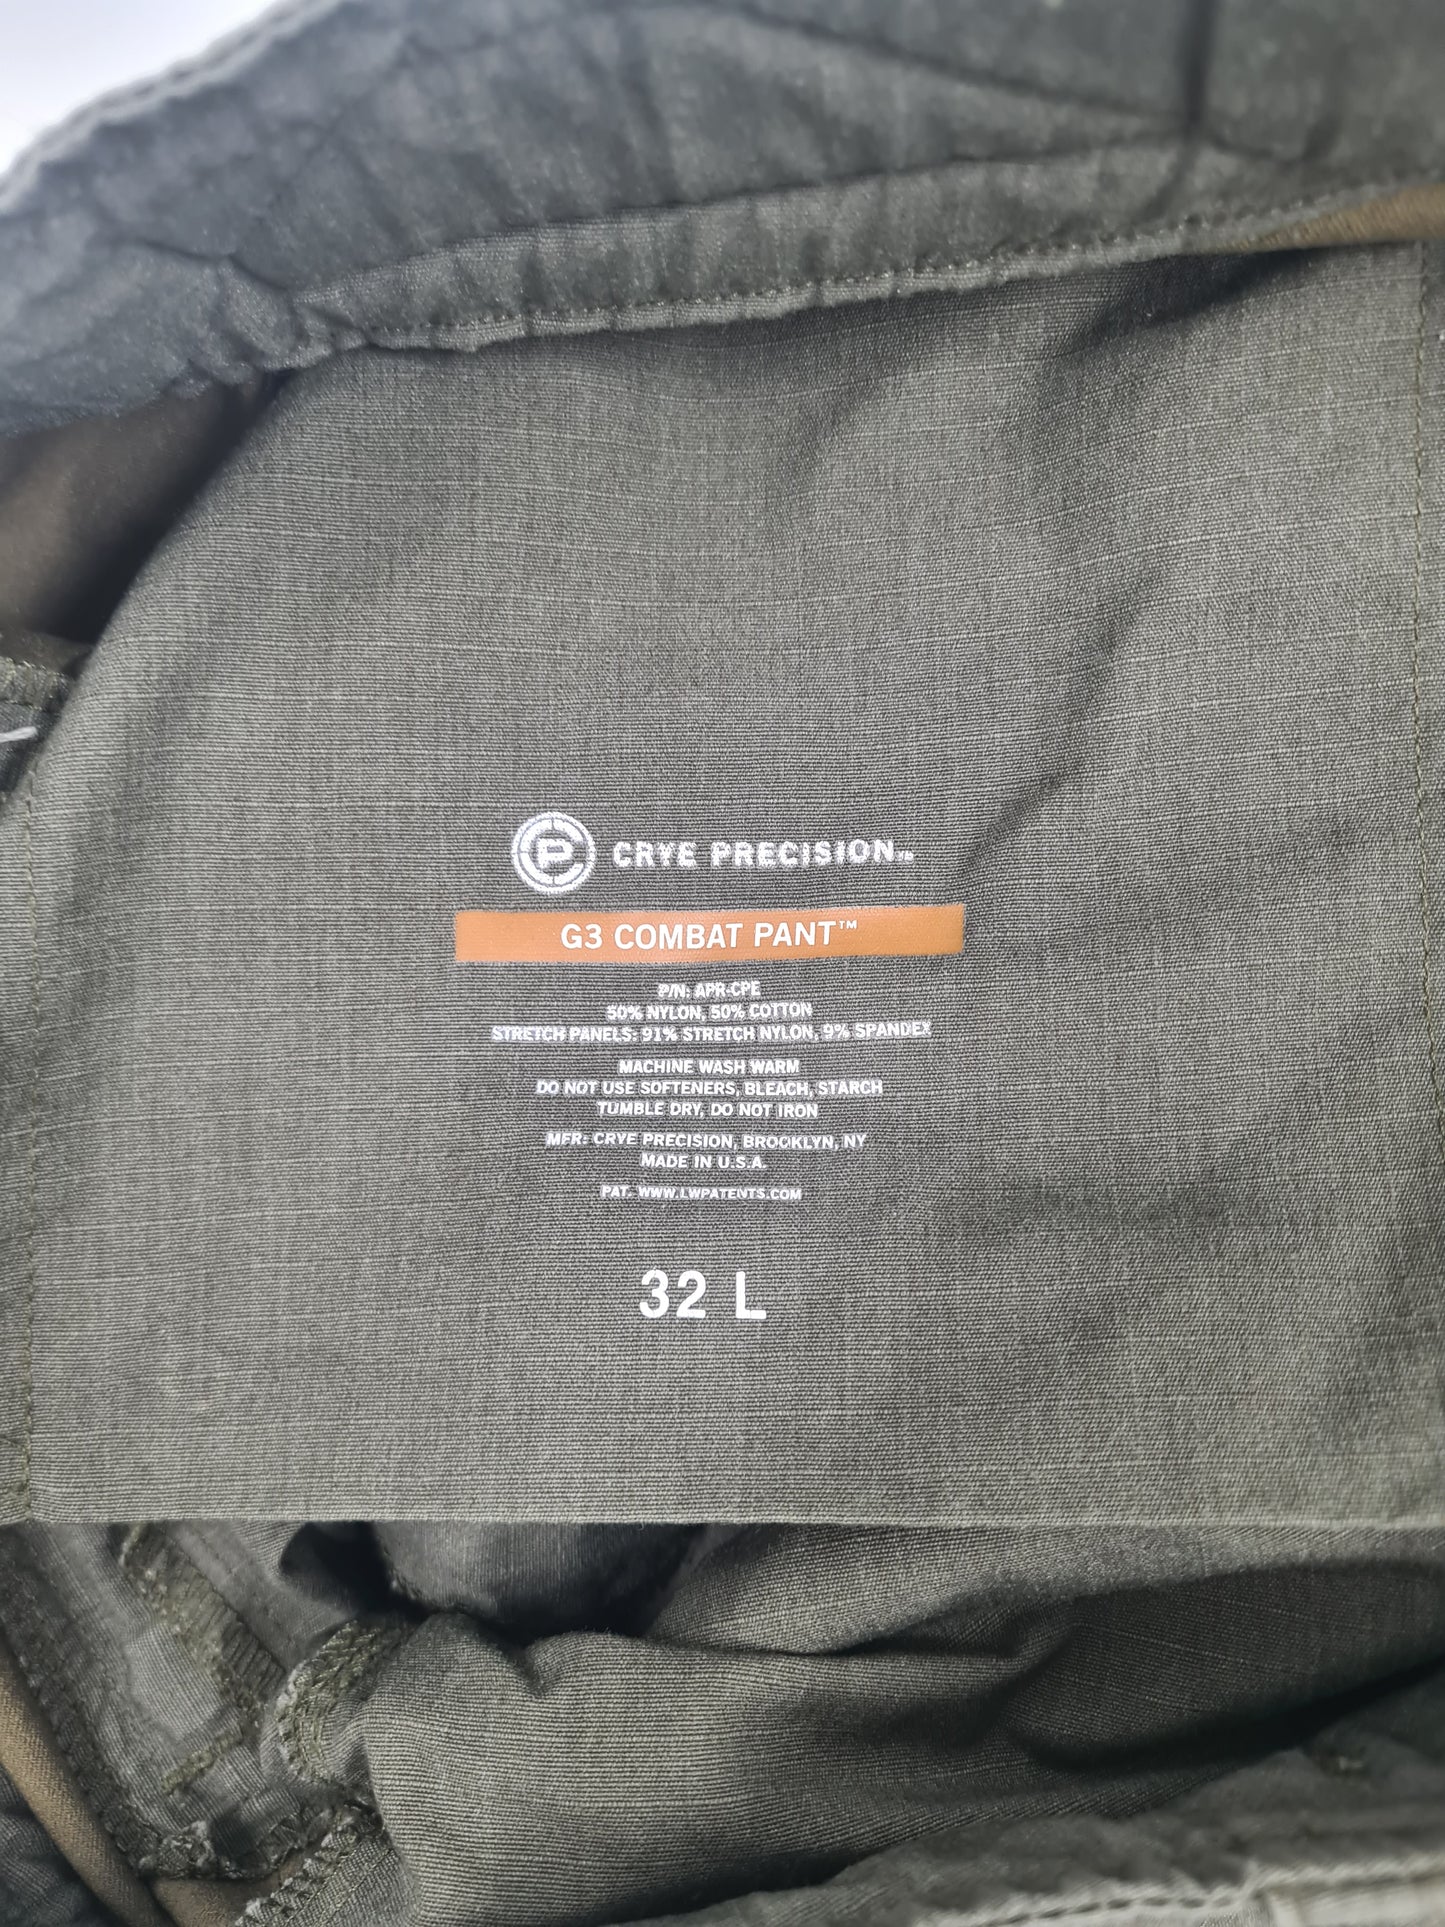 CP CRYE PRECISION™
G3 COMBAT PANT™
P/N: APR-CPE
50% NYLON, 50% COTTON
STRETCH PANELS: 91% STRETCH NYLON, 9% SPANDEX
MACHINE WASH WARM
DO NOT USE SOFTENERS, BLEACH, STARCH
TUMBLE DRY, DO NOT IRON
MFR: CRYE PRECISION, BROOKLYN, NY
MADE IN U.S.A.
PAT. WWW.LWPATENTS.COM
32 L